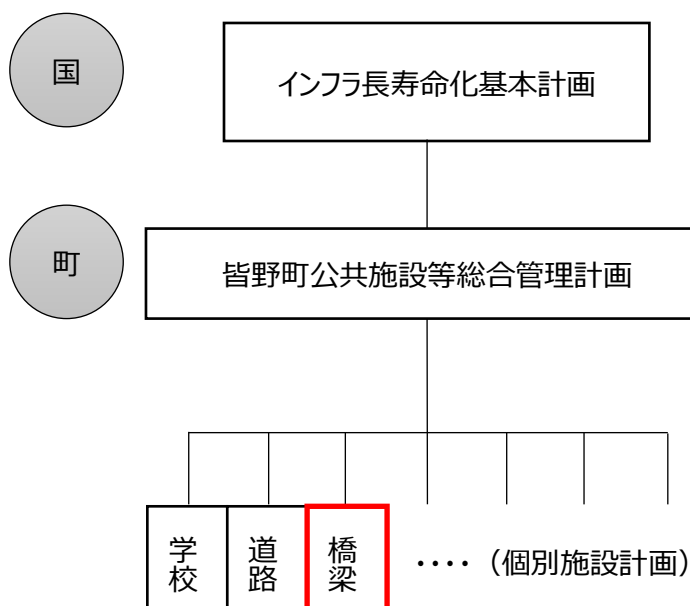 国
インフラ長寿命化基本計画
町
皆野町公共施設等総合管理計画
学校
道路
橋梁
‥‥（個別施設計画）